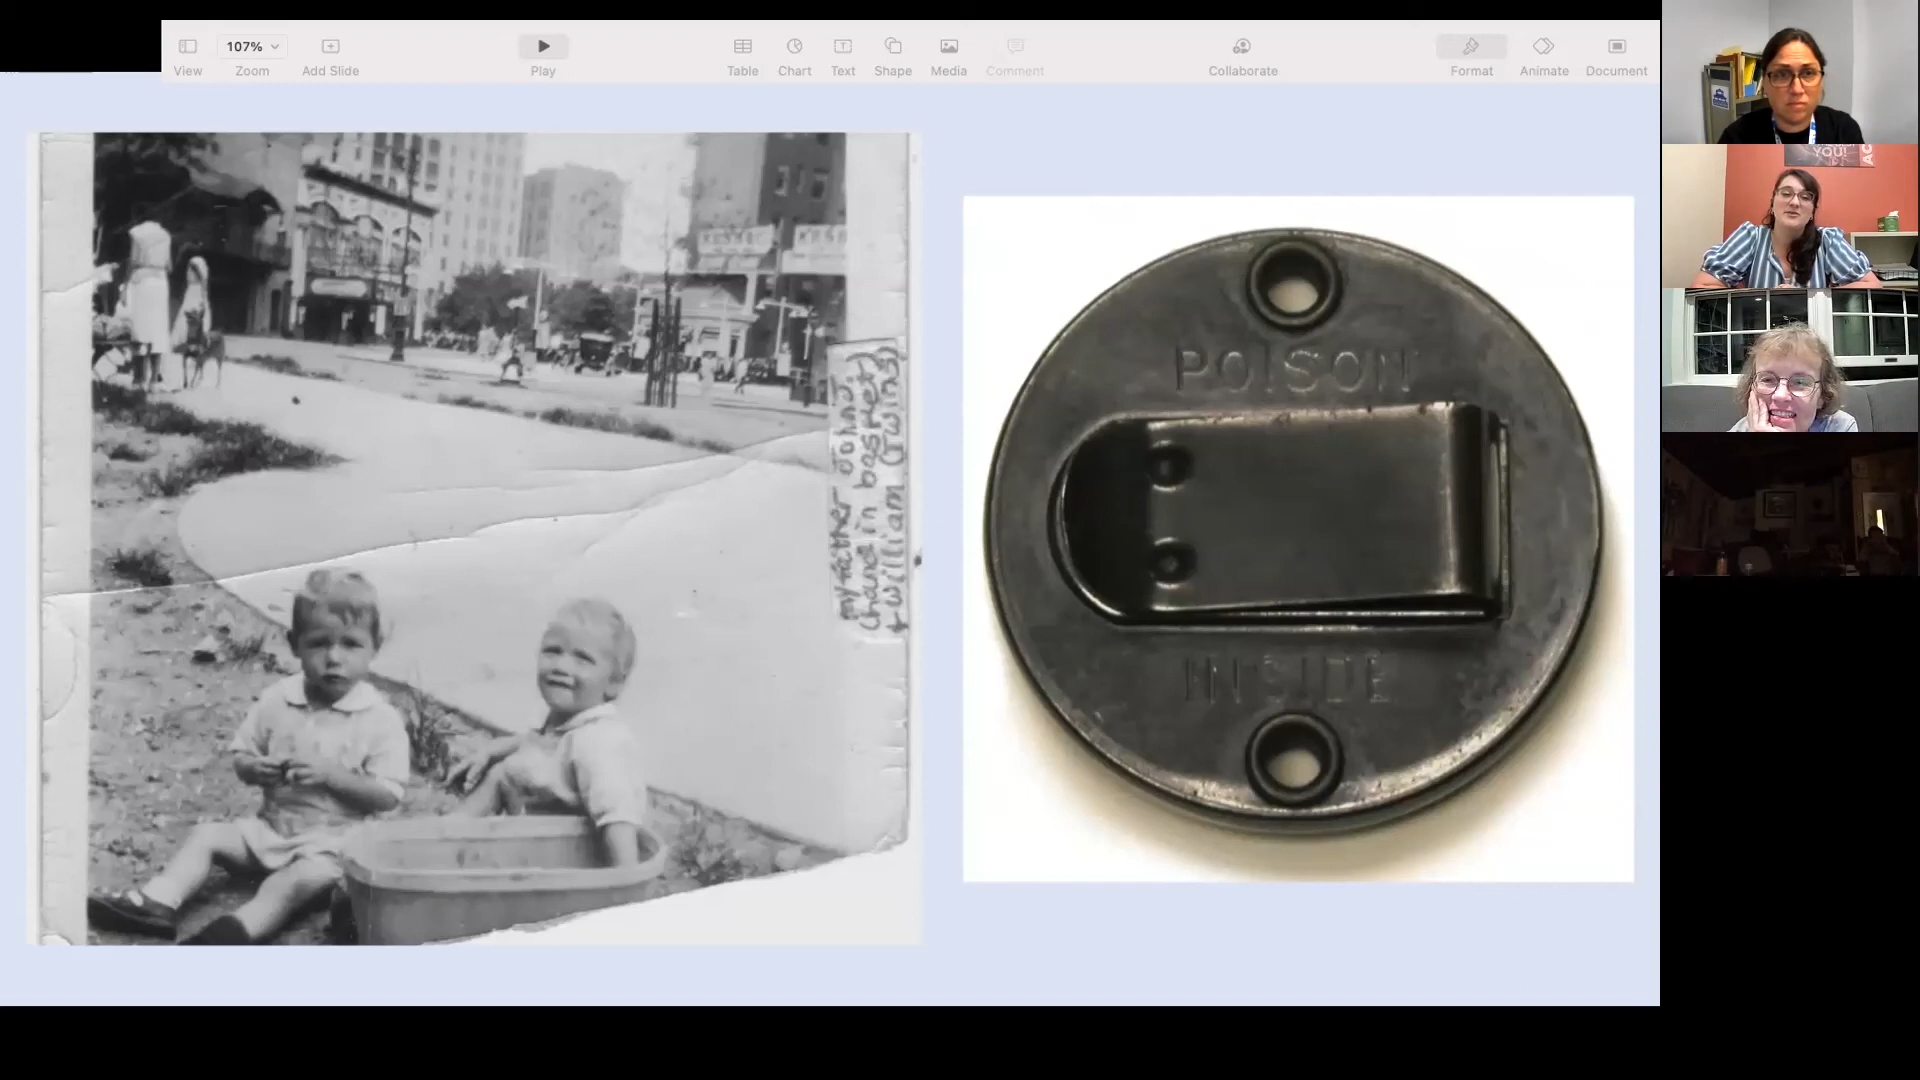 107%
View
Zoom
Add Slide
Play
Table
Chart
Text
Shape
Media
Comment
Collaborate
Format
Animate
Document
my father John,
(hand in basket)
+ William (Twins)
POISON
INSIDE
YOU!